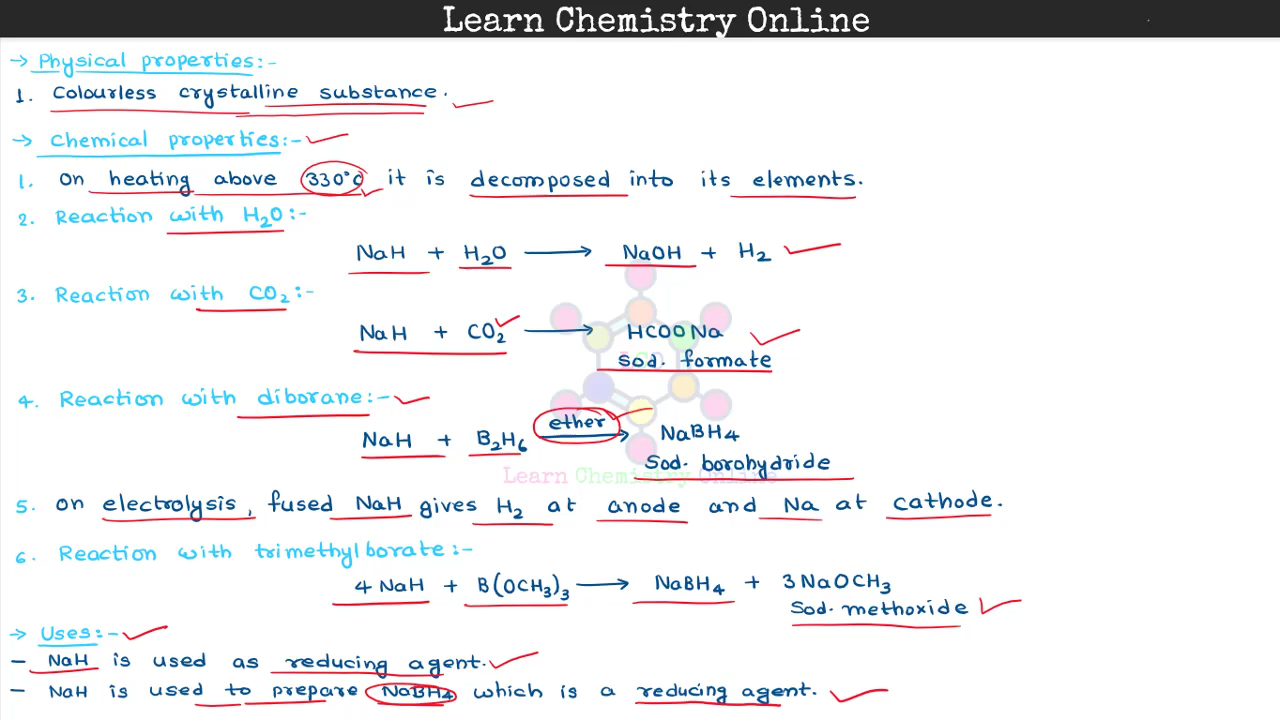 Learn Chemistry Online
→ Physical properties:-
1. Colourless crystalline substance.
→ Chemical properties:-
1. On heating above 330°C it is decomposed into its elements.
2. Reaction with H₂O:-
NaH + H₂O ⟶ NaOH + H₂
3. Reaction with CO₂:-
NaH + CO₂ ⟶ HCOONa
Sod. formate
4. Reaction with diborane:-
NaH + B₂H₆ ether⟶ NaBH₄
Sod. borohydride
Learn Chemistry Online
5. on electrolysis, fused NaH gives H₂ at anode and Na at cathode.
6. Reaction with trimethylborate:-
4NaH + B(OCH₃)₃ ⟶ NaBH₄ + 3NaOCH₃
Sod. methoxide
→ Uses:-
- NaH is used as reducing agent.
- NaH is used to prepare NaBH₄ which is a reducing agent.